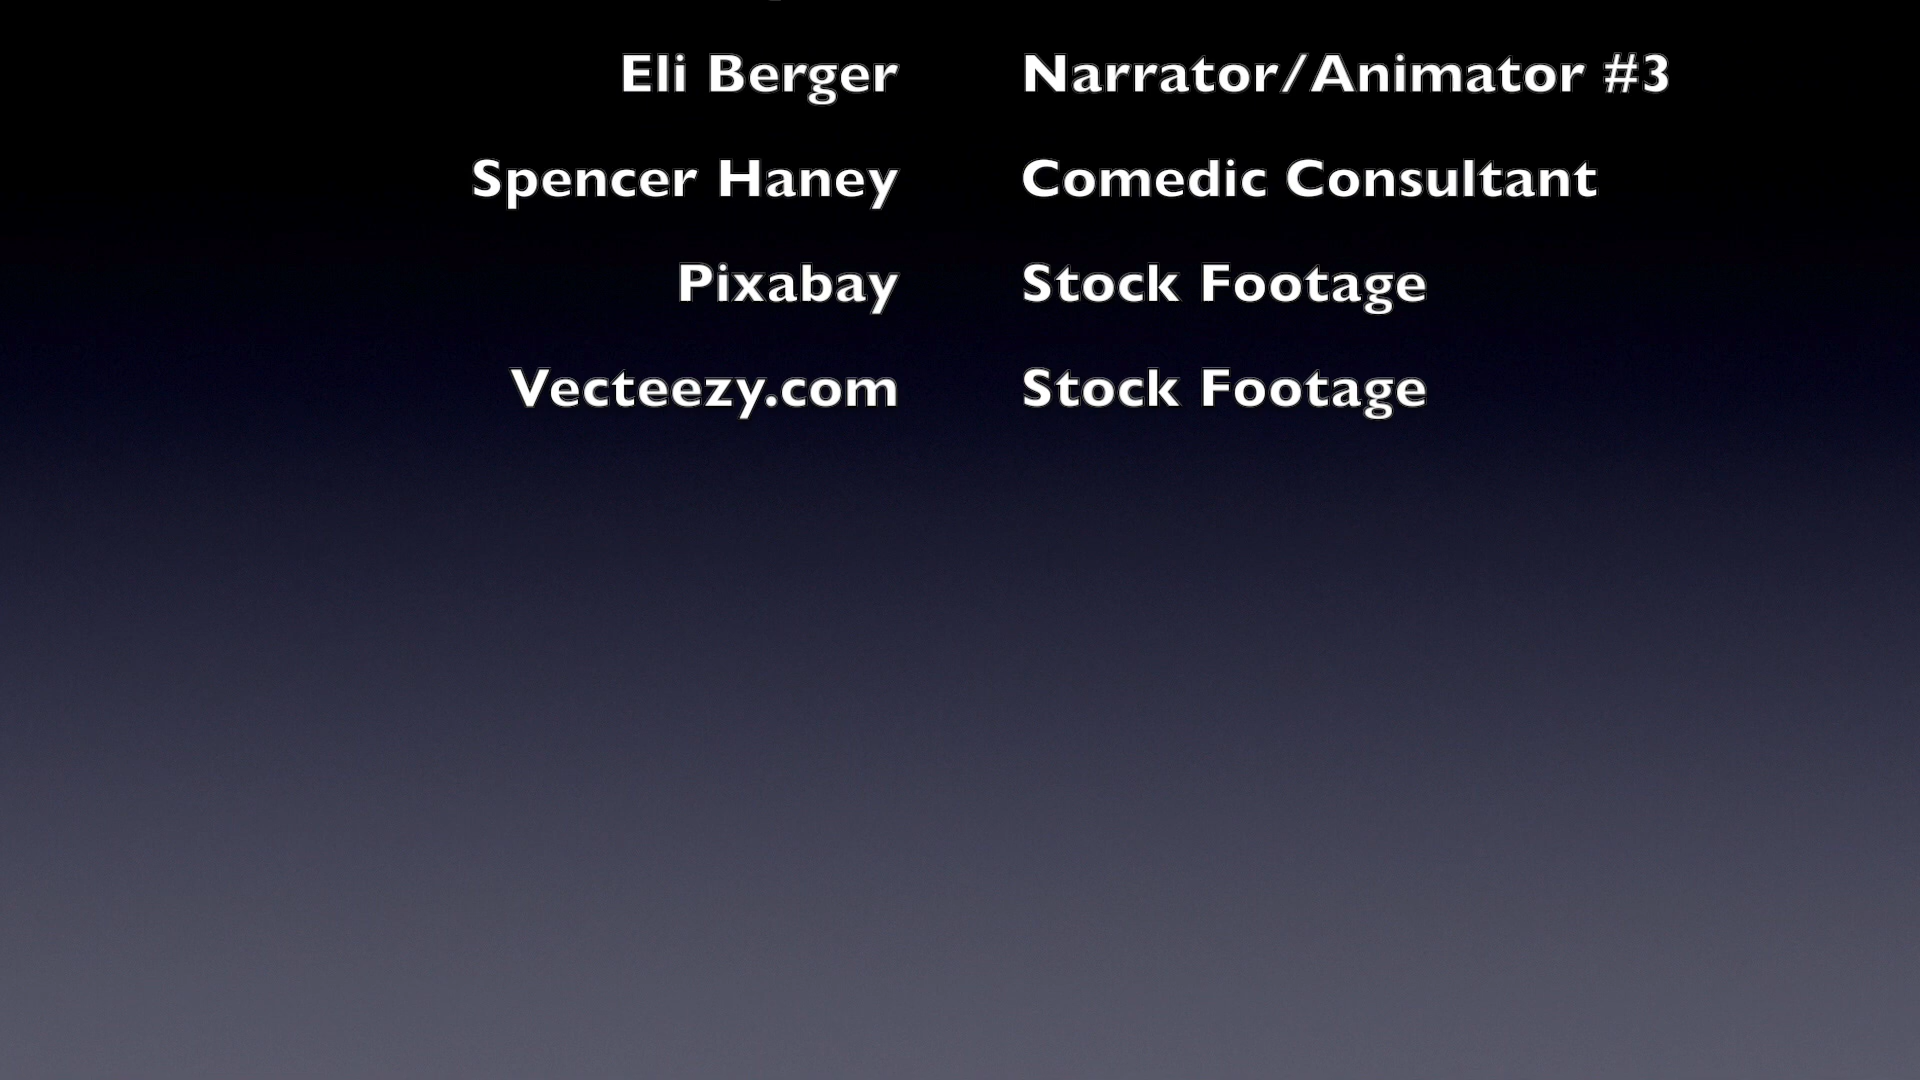 Eli Berger Narrator/Animator #3
Spencer Haney Comedic Consultant
Pixabay Stock Footage
Vecteezy.com Stock Footage